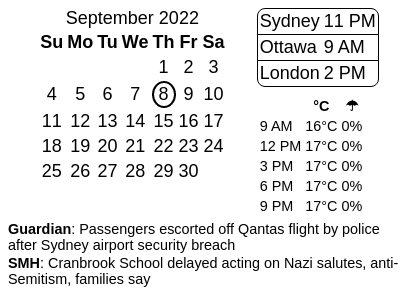 September 2022
Su Mo Tu We Th Fr Sa
1 2 3
4 5 6 7 8 9 10
11 12 13 14 15 16 17
18 19 20 21 22 23 24
25 26 27 28 29 30
Sydney 11 PM
Ottawa 9 AM
London 2 PM
°C ☂
9 AM 16°C 0%
12 PM 17°C 0%
3 PM 17°C 0%
6 PM 17°C 0%
9 PM 17°C 0%
Guardian: Passengers escorted off Qantas flight by police
after Sydney airport security breach
SMH: Cranbrook School delayed acting on Nazi salutes, anti-
Semitism, families say